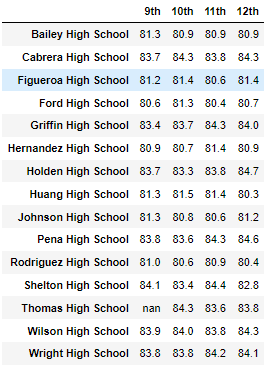 9th 10th 11th 12th
Bailey High School 81.3 80.9 80.9 80.9
Cabrera High School 83.7 84.3 83.8 84.3
Figueroa High School 81.2 81.4 80.6 81.4
Ford High School 80.6 81.3 80.4 80.7
Griffin High School 83.4 83.7 84.3 84.0
Hernandez High School 80.9 80.7 81.4 80.9
Holden High School 83.7 83.3 83.8 84.7
Huang High School 81.3 81.5 81.4 80.3
Johnson High School 81.3 80.8 80.6 81.2
Pena High School 83.8 83.6 84.3 84.6
Rodriguez High School 81.0 80.6 80.9 80.4
Shelton High School 84.1 83.4 84.4 82.8
Thomas High School nan 84.3 83.6 83.8
Wilson High School 83.9 84.0 83.8 84.3
Wright High School 83.8 83.8 84.2 84.1